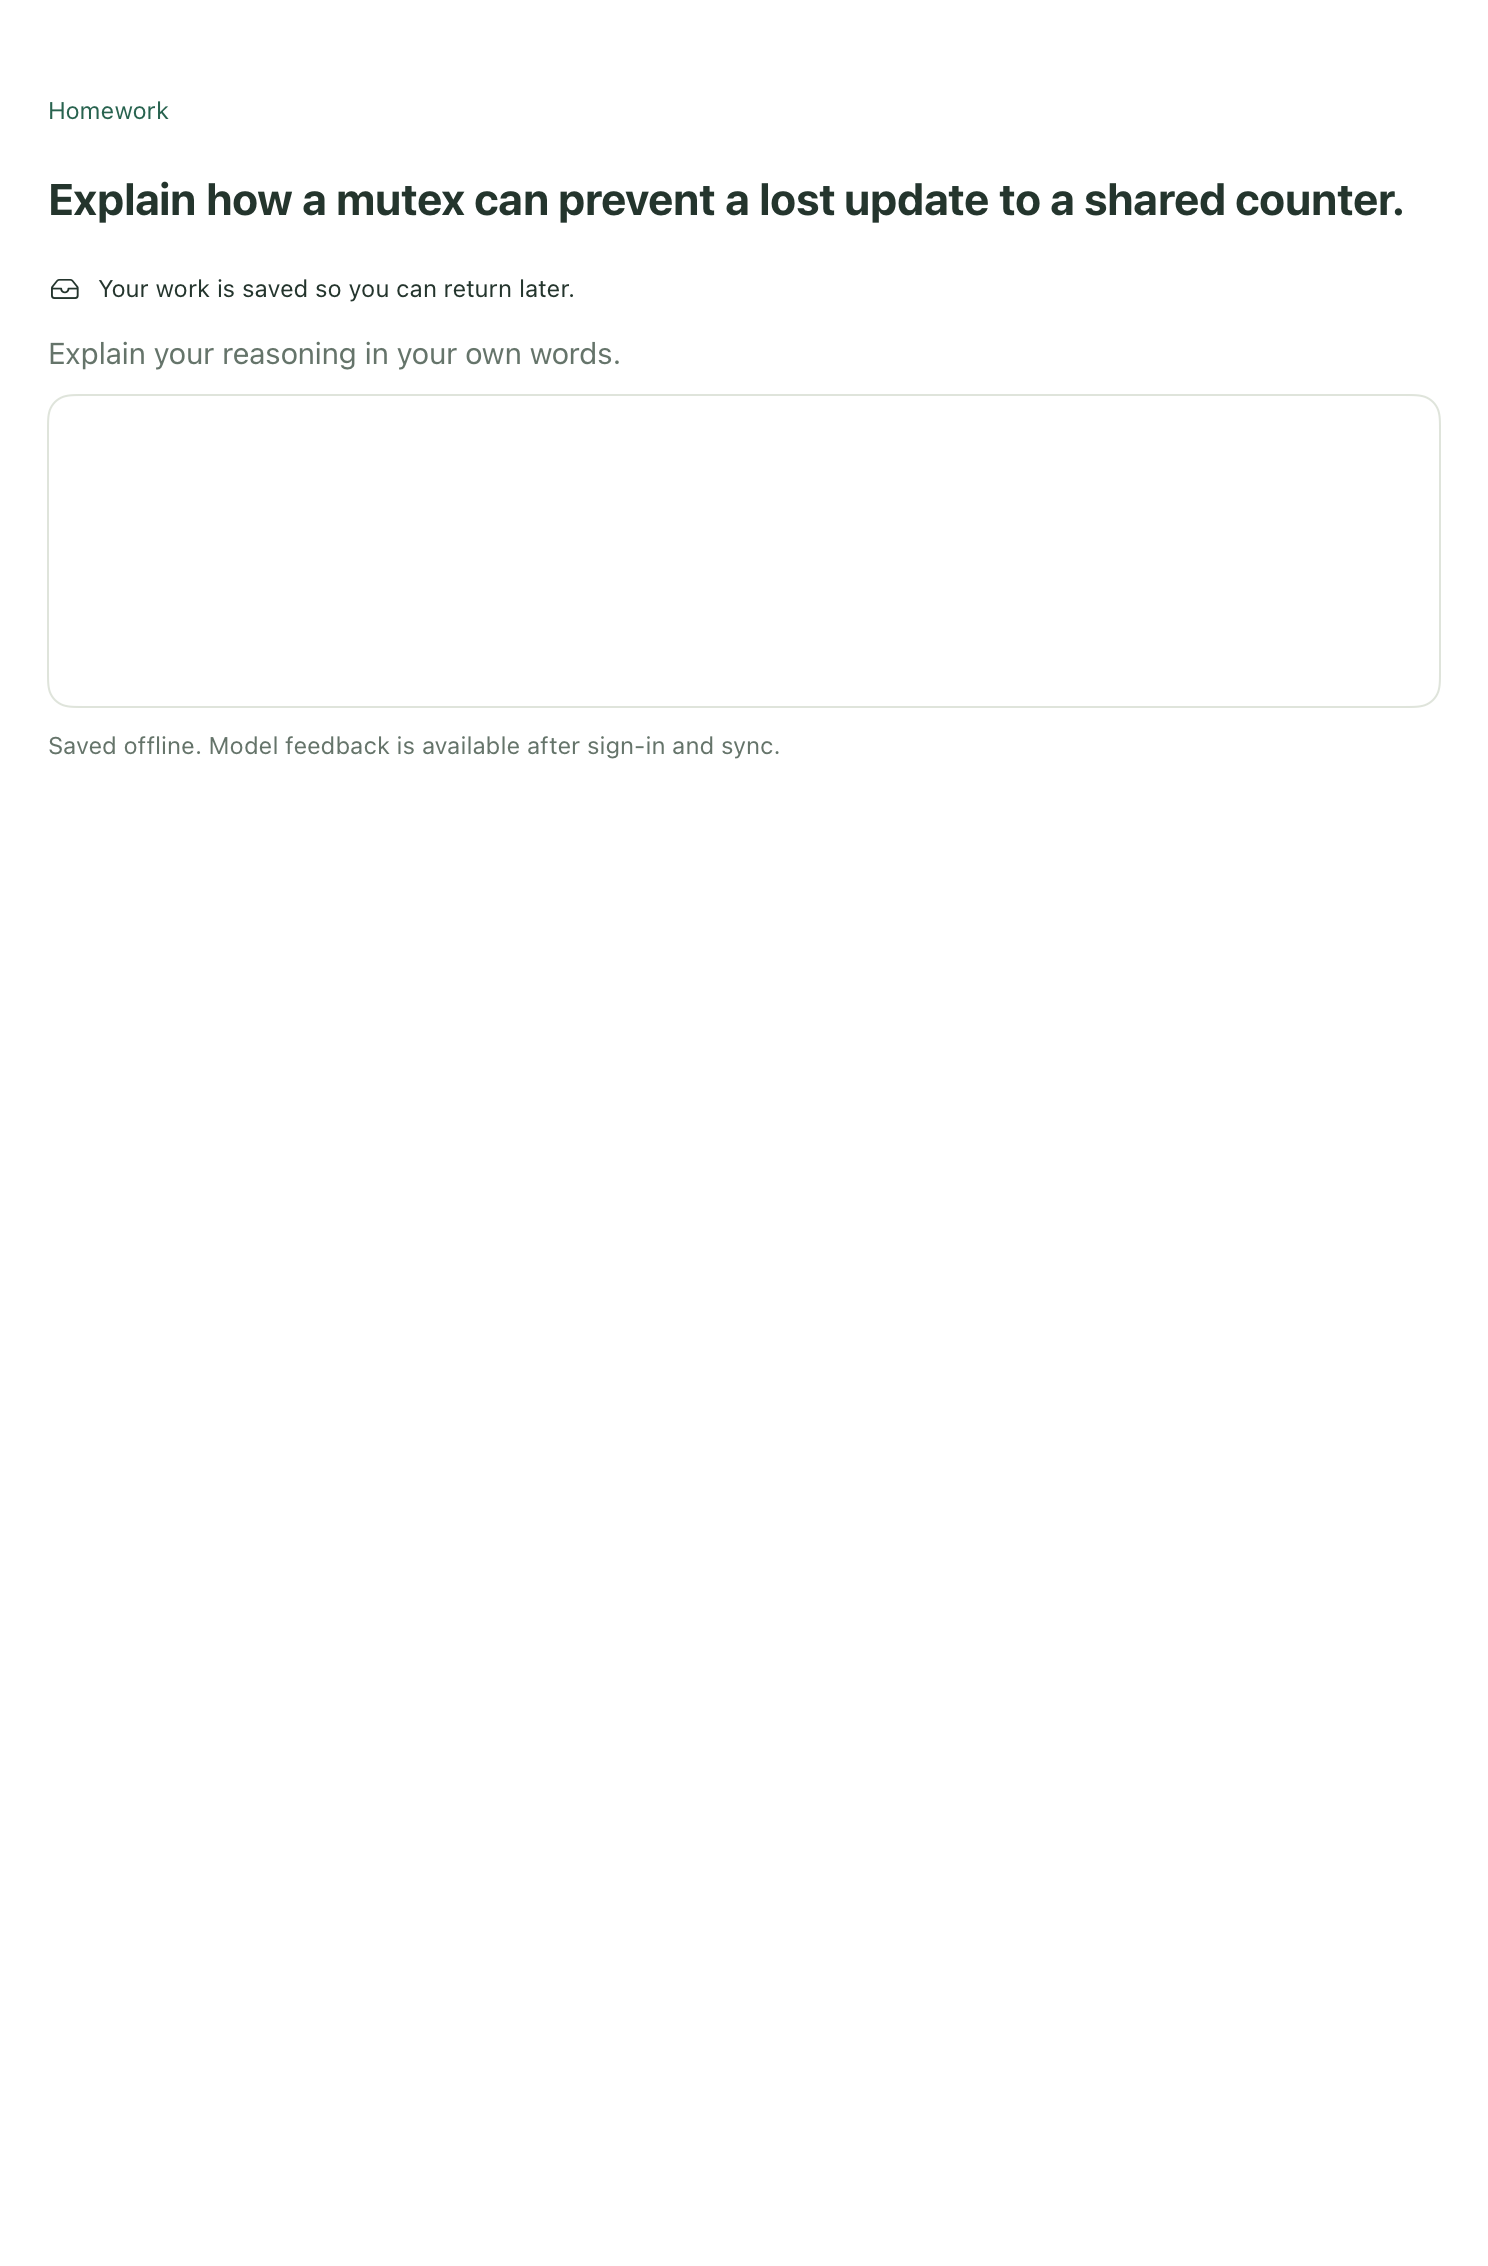 Homework
Explain how a mutex can prevent a lost update to a shared counter.
Your work is saved so you can return later.
Explain your reasoning in your own words.
Saved offline. Model feedback is available after sign-in and sync.